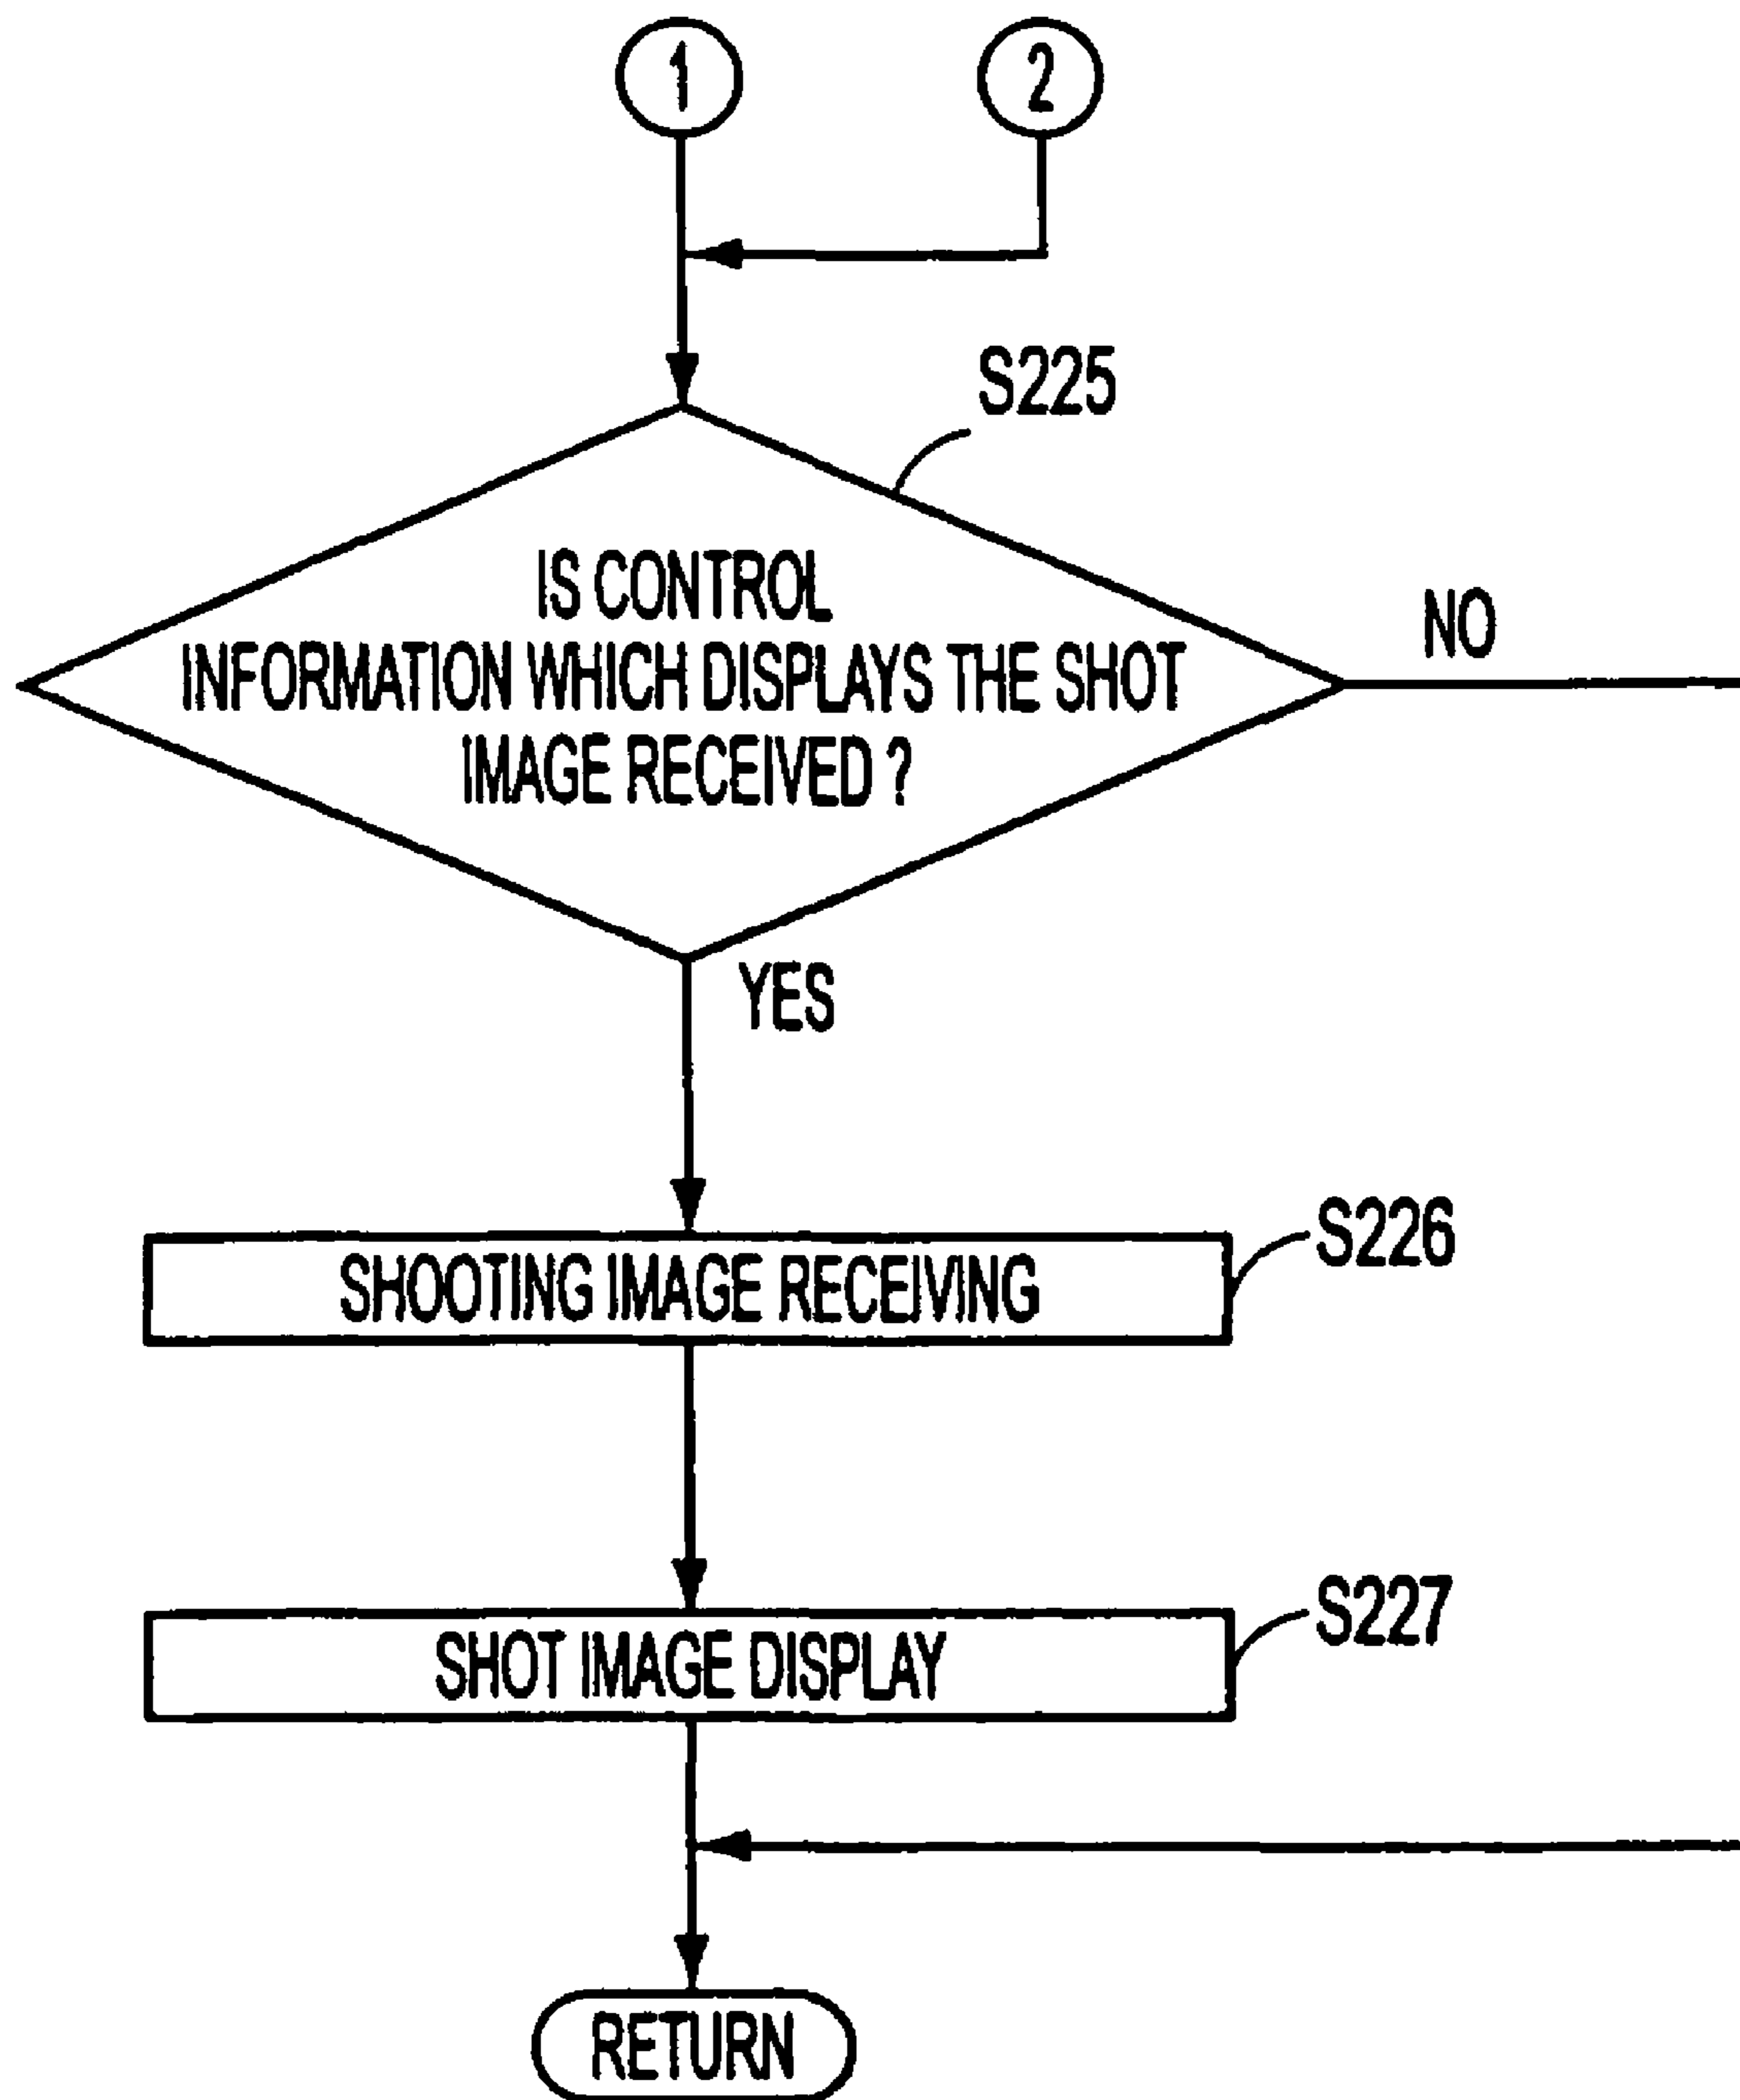 1
2
S225
IS CONTROL
INFORMATION WHICH DISPLAYS THE SHOT
IMAGE RECEIVED ?
NO
YES
S226
SHOOTING IMAGE RECEIVING
S227
SHOT IMAGE DISPLAY
RETURN